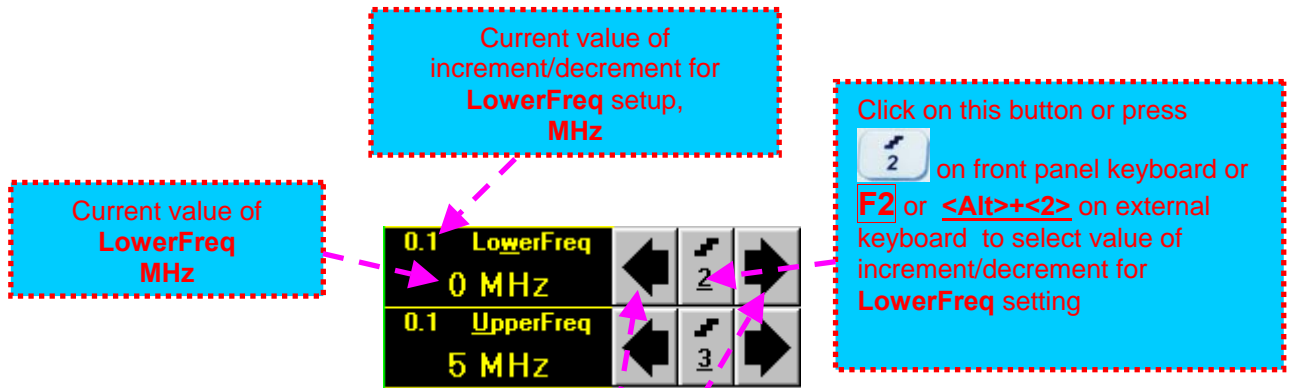 Current value of
increment/decrement for
LowerFreq setup,
MHz
Click on this button or press
2 on front panel keyboard or
F2 or <Alt>+<2> on external
keyboard to select value of
increment/decrement for
LowerFreq setting
Current value of
LowerFreq
MHz
0.1 LowerFreq
0 MHz
2
0.1 UpperFreq
5 MHz
3